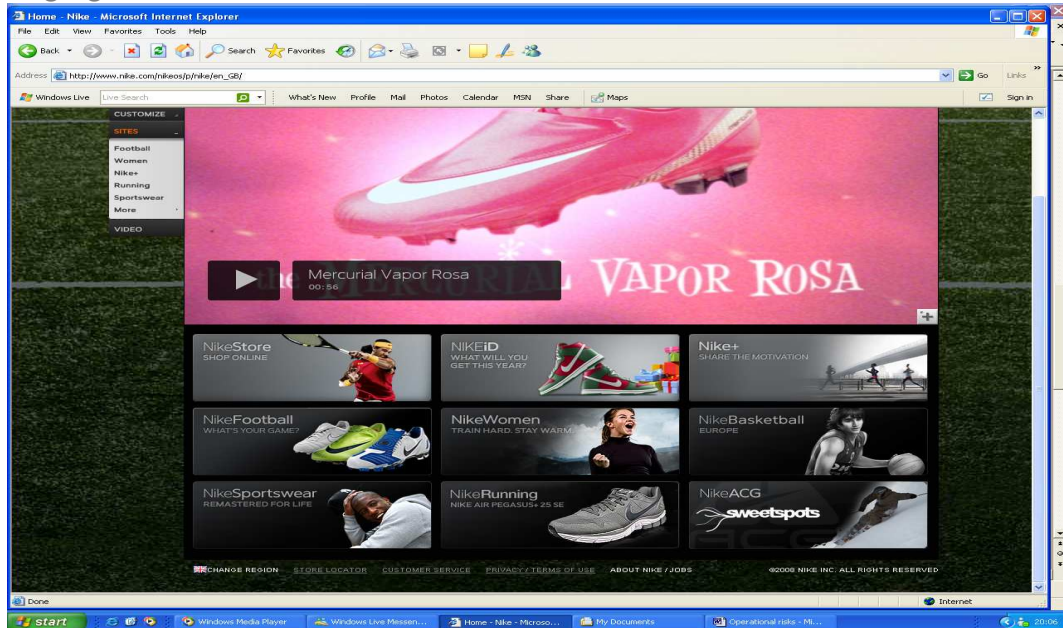 Home - Nike - Microsoft Internet Explorer
File Edit View Favorites Tools Help
Back Search Favorites
Address http://www.nike.com/nikeos/p/nike/en_GB/ Go Links »
Windows Live Live Search What's New Profile Mail Photos Calendar MSN Share Maps Sign in
CUSTOMIZE
SITES
Football
Women
Nike+
Running
Sportswear
More
VIDEO
the MERCURIAL VAPOR ROSA
Mercurial Vapor Rosa
00:56
NikeStore
SHOP ONLINE
NIKEiD
WHAT WILL YOU
GET THIS YEAR?
Nike+
SHARE THE MOTIVATION
NikeFootball
WHAT'S YOUR GAME?
NikeWomen
TRAIN HARD. STAY WARM.
NikeBasketball
EUROPE
NikeSportswear
REMASTERED FOR LIFE
NikeRunning
NIKE AIR PEGASUS+ 25 SE
NikeACG
sweetspots
CHANGE REGION STORE LOCATOR CUSTOMER SERVICE PRIVACY / TERMS OF USE ABOUT NIKE / JOBS ©2008 NIKE INC. ALL RIGHTS RESERVED
Done Internet
start Windows Media Player Windows Live Messen... Home - Nike - Microso... My Documents Operational risks - Mi... 20:06